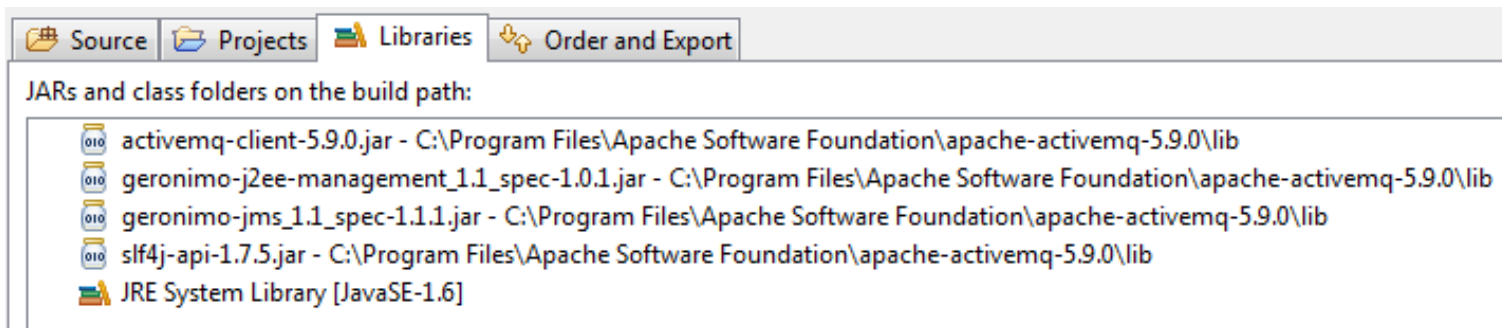 Source Projects Libraries Order and Export
JARs and class folders on the build path:
activemq-client-5.9.0.jar - C:\Program Files\Apache Software Foundation\apache-activemq-5.9.0\lib
geronimo-j2ee-management_1.1_spec-1.0.1.jar - C:\Program Files\Apache Software Foundation\apache-activemq-5.9.0\lib
geronimo-jms_1.1_spec-1.1.1.jar - C:\Program Files\Apache Software Foundation\apache-activemq-5.9.0\lib
slf4j-api-1.7.5.jar - C:\Program Files\Apache Software Foundation\apache-activemq-5.9.0\lib
JRE System Library [JavaSE-1.6]